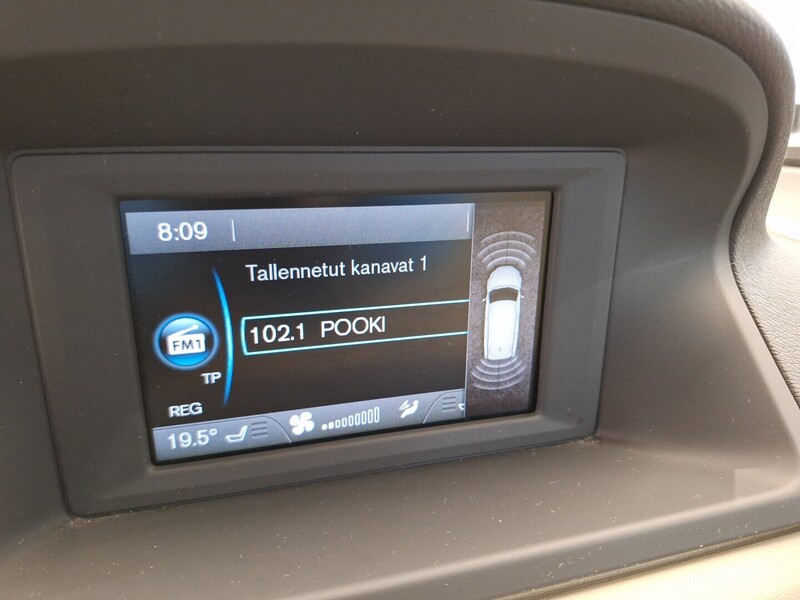 8:09
Tallennetut kanavat 1
FM1
102.1 POOKI
TP
REG
19.5°